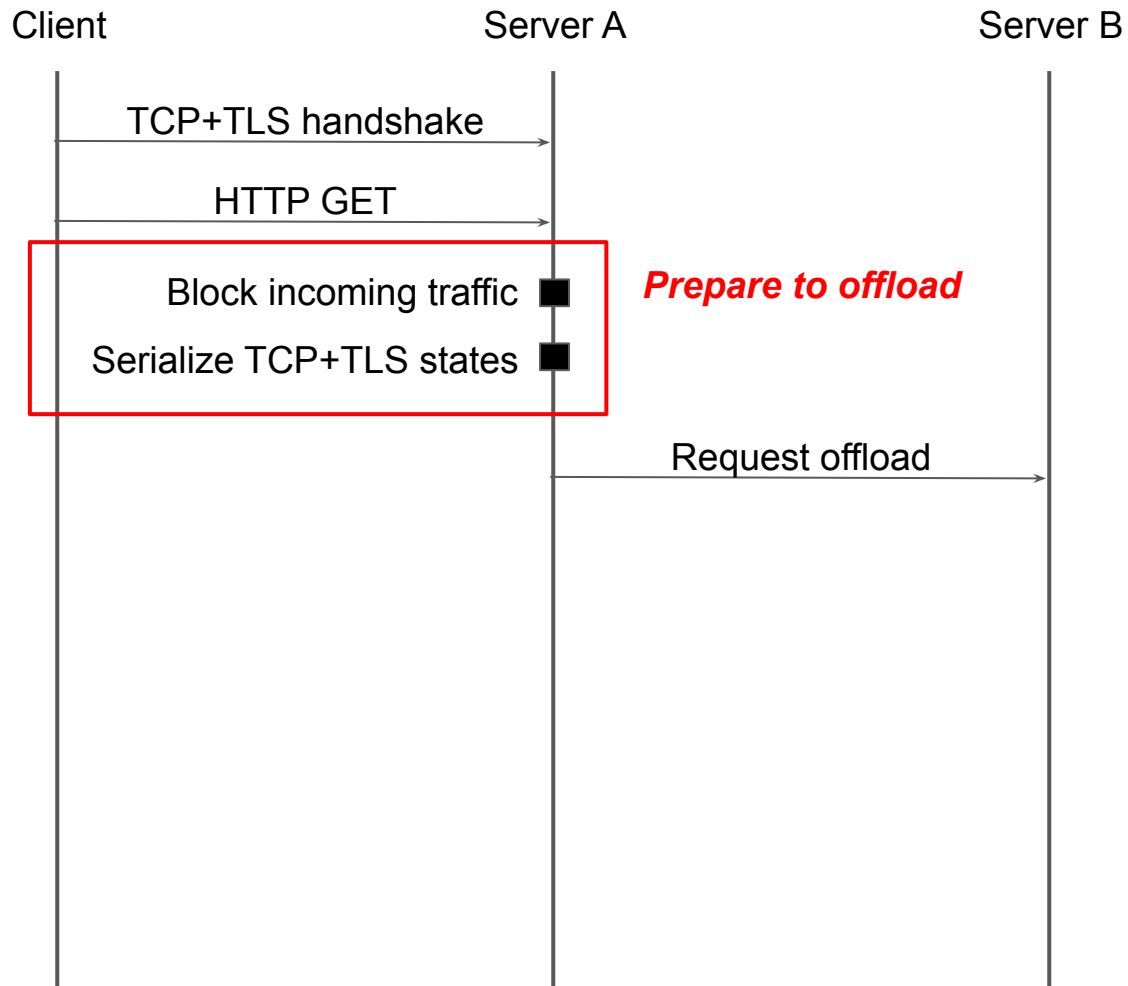 Client
Server A
Server B
TCP+TLS handshake
HTTP GET
Block incoming traffic
Prepare to offload
Serialize TCP+TLS states
Request offload